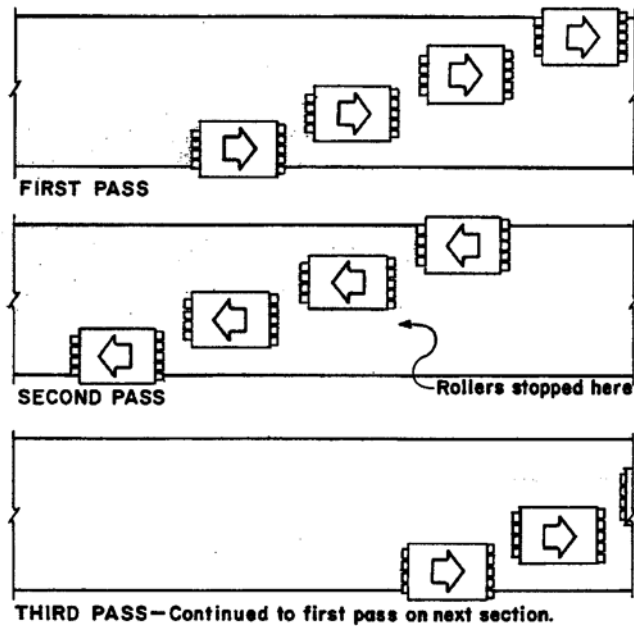 FIRST PASS
Rollers stopped here
SECOND PASS
THIRD PASS—Continued to first pass on next section.